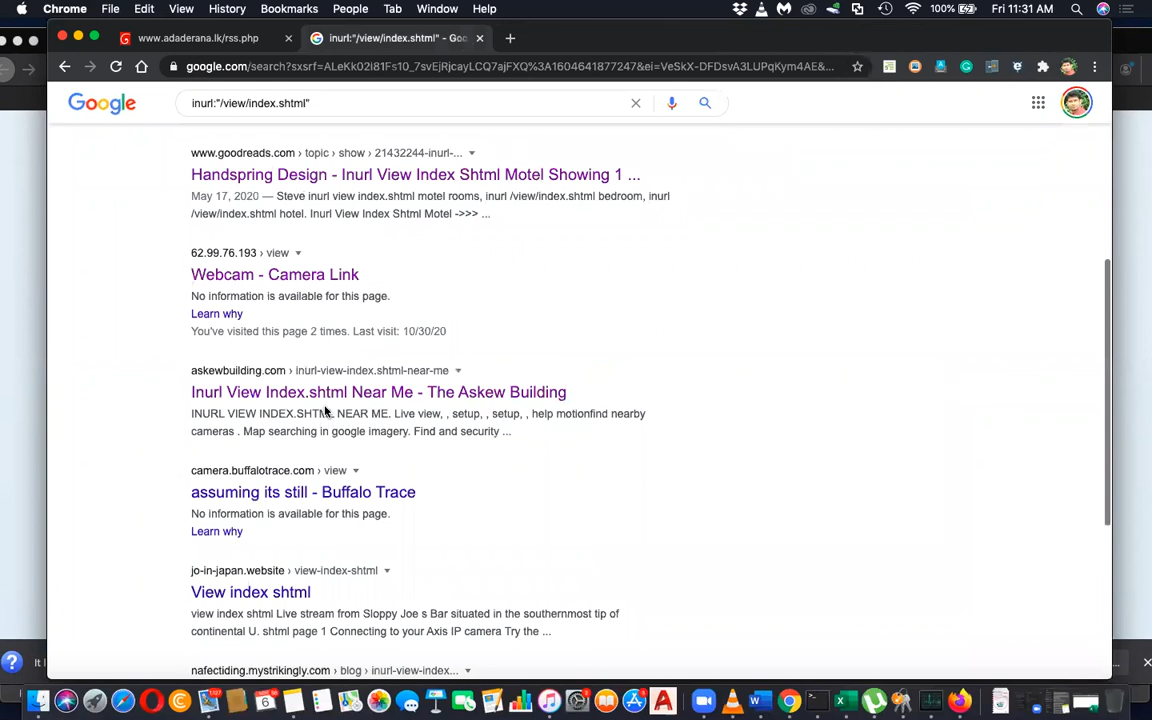 Chrome File Edit View History Bookmarks People Tab Window Help 100% Fri 11:31 AM
www.adaderana.lk/rss.php inurl:"/view/index.shtml" - Goo
google.com/search?sxsrf=ALeKk02I81Fs10_7svEjRjcayLCQ7ajFXQ%3A1604641877247&ei=VeSkX-DFDsvA3LUPqKym4AE&...
Google inurl:"/view/index.shtml"
www.goodreads.com › topic › show › 21432244-inurl-...
Handspring Design - Inurl View Index Shtml Motel Showing 1 ...
May 17, 2020 — Steve inurl view index.shtml motel rooms, inurl /view/index.shtml bedroom, inurl
/view/index.shtml hotel. Inurl View Index Shtml Motel ->>> ...
62.99.76.193 › view
Webcam - Camera Link
No information is available for this page.
Learn why
You've visited this page 2 times. Last visit: 10/30/20
askewbuilding.com › inurl-view-index.shtml-near-me
Inurl View Index.shtml Near Me - The Askew Building
INURL VIEW INDEX.SHTML NEAR ME. Live view, , setup, , setup, , help motionfind nearby
cameras . Map searching in google imagery. Find and security ...
camera.buffalotrace.com › view
assuming its still - Buffalo Trace
No information is available for this page.
Learn why
jo-in-japan.website › view-index-shtml
View index shtml
view index shtml Live stream from Sloppy Joe s Bar situated in the southernmost tip of
continental U. shtml page 1 Connecting to your Axis IP camera Try the ...
nafectiding.mystrikingly.com › blog › inurl-view-index...
It l